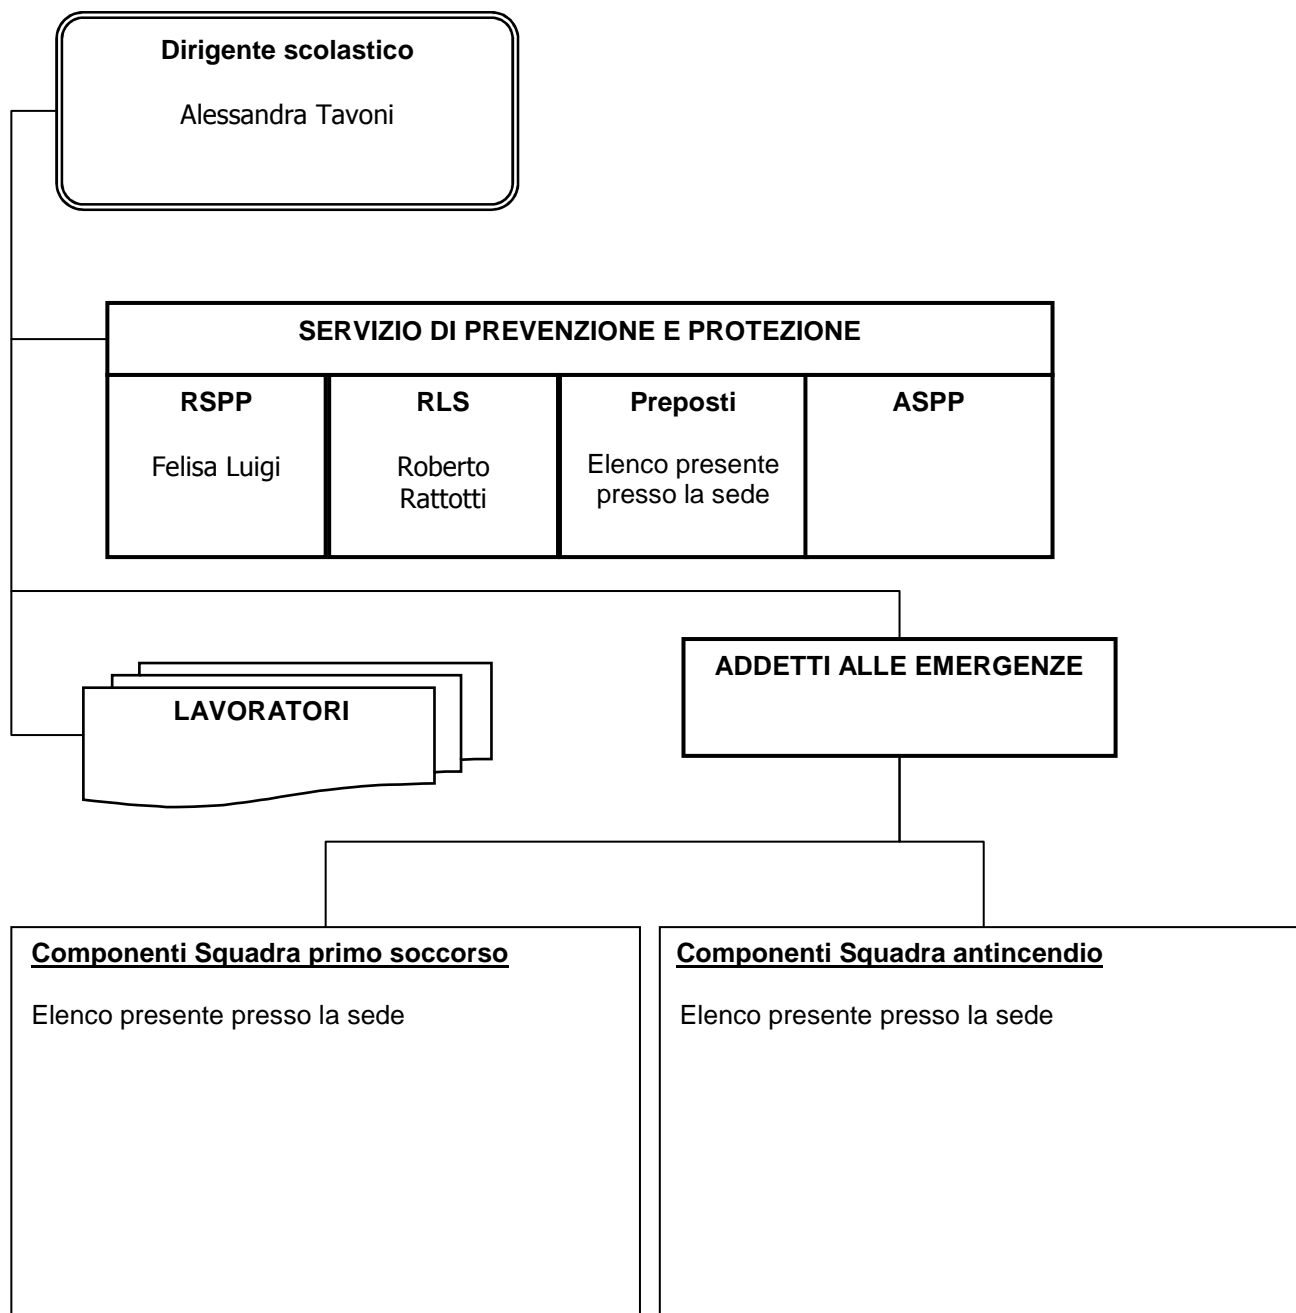 Dirigente scolastico
Alessandra Tavoni
SERVIZIO DI PREVENZIONE E PROTEZIONE
RSPP
Felisa Luigi
RLS
Roberto
Rattotti
Preposti
Elenco presente
presso la sede
ASPP
LAVORATORI
ADDETTI ALLE EMERGENZE
Componenti Squadra primo soccorso
Elenco presente presso la sede
Componenti Squadra antincendio
Elenco presente presso la sede